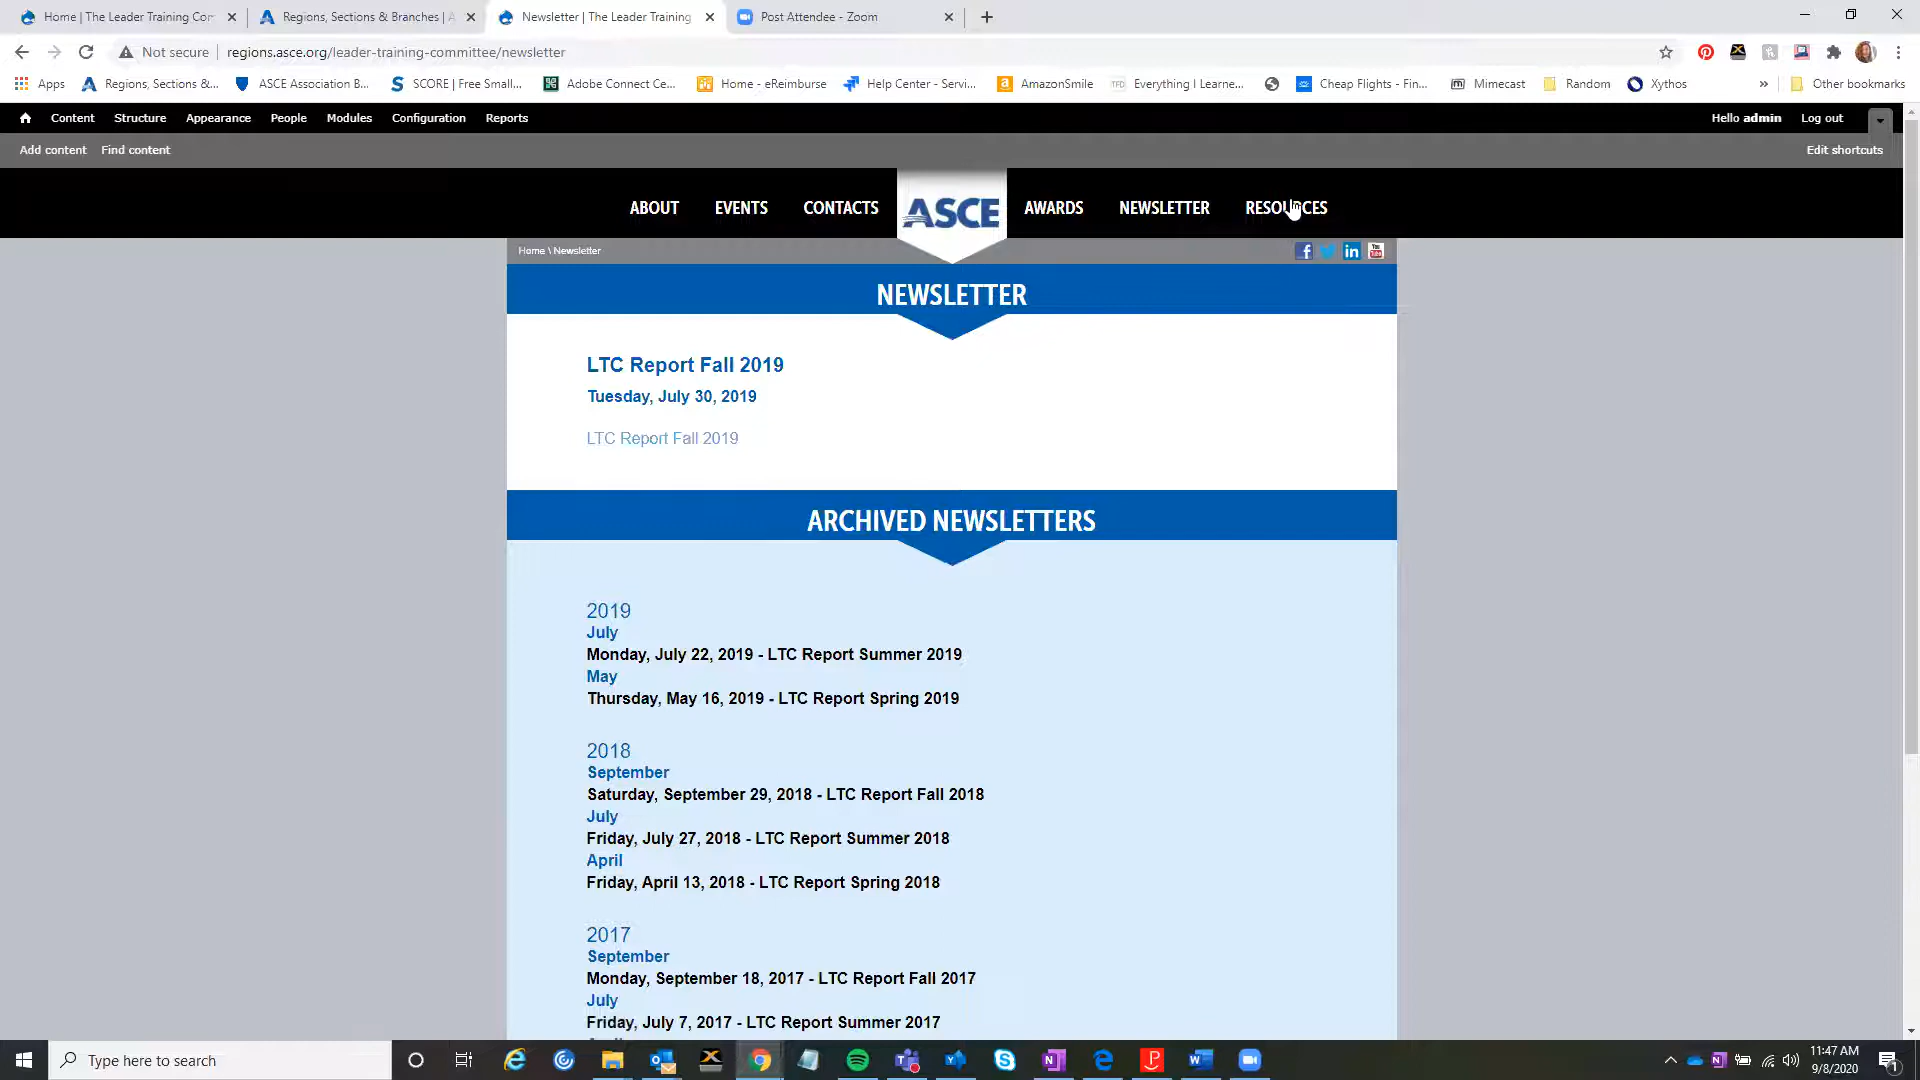 Home | The Leader Training Com
Regions, Sections & Branches | A
Newsletter | The Leader Training
Post Attendee - Zoom
Not secure
regions.asce.org/leader-training-committee/newsletter
Apps
Regions, Sections &...
ASCE Association B...
SCORE | Free Small...
Adobe Connect Ce...
Home - eReimburse
Help Center - Servi...
AmazonSmile
TFD
Everything I Learne...
Cheap Flights - Fin...
Mimecast
Random
Xythos
»
Other bookmarks
Content
Structure
Appearance
People
Modules
Configuration
Reports
Hello admin
Log out
Add content
Find content
Edit shortcuts
ABOUT
EVENTS
CONTACTS
ASCE
AWARDS
NEWSLETTER
RESOURCES
Home \ Newsletter
NEWSLETTER
LTC Report Fall 2019
Tuesday, July 30, 2019
LTC Report Fall 2019
ARCHIVED NEWSLETTERS
2019
July
Monday, July 22, 2019 - LTC Report Summer 2019
May
Thursday, May 16, 2019 - LTC Report Spring 2019
2018
September
Saturday, September 29, 2018 - LTC Report Fall 2018
July
Friday, July 27, 2018 - LTC Report Summer 2018
April
Friday, April 13, 2018 - LTC Report Spring 2018
2017
September
Monday, September 18, 2017 - LTC Report Fall 2017
July
Friday, July 7, 2017 - LTC Report Summer 2017
Type here to search
11:47 AM
9/8/2020